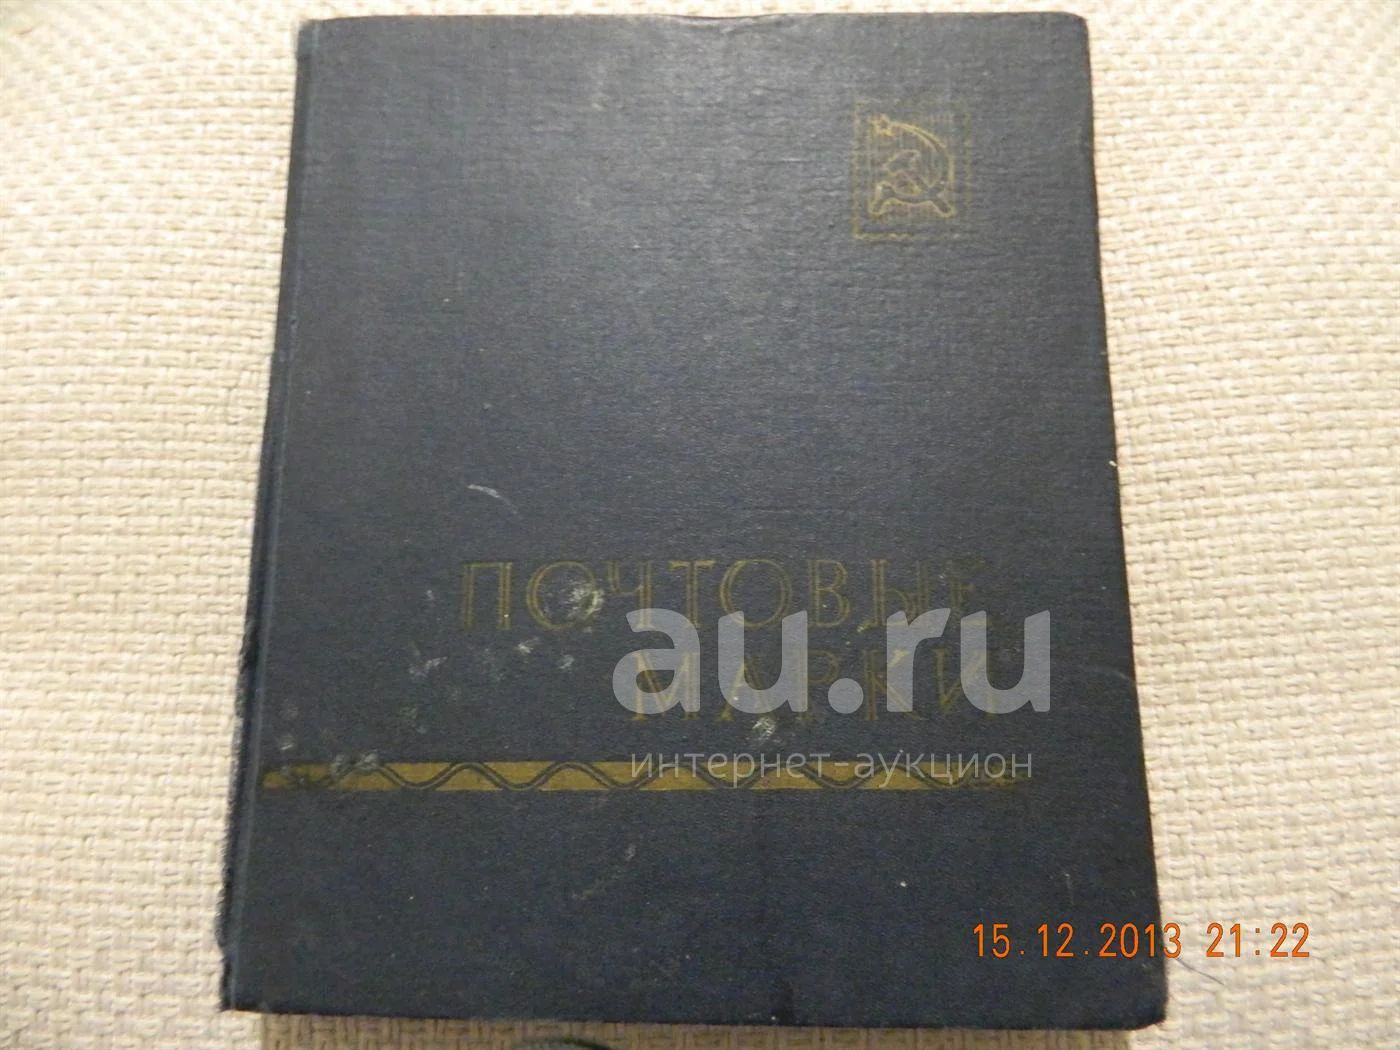 ПОЧТОВЫЕ
МАРКИ
au.ru
интернет-аукцион
15.12.2013 21:22